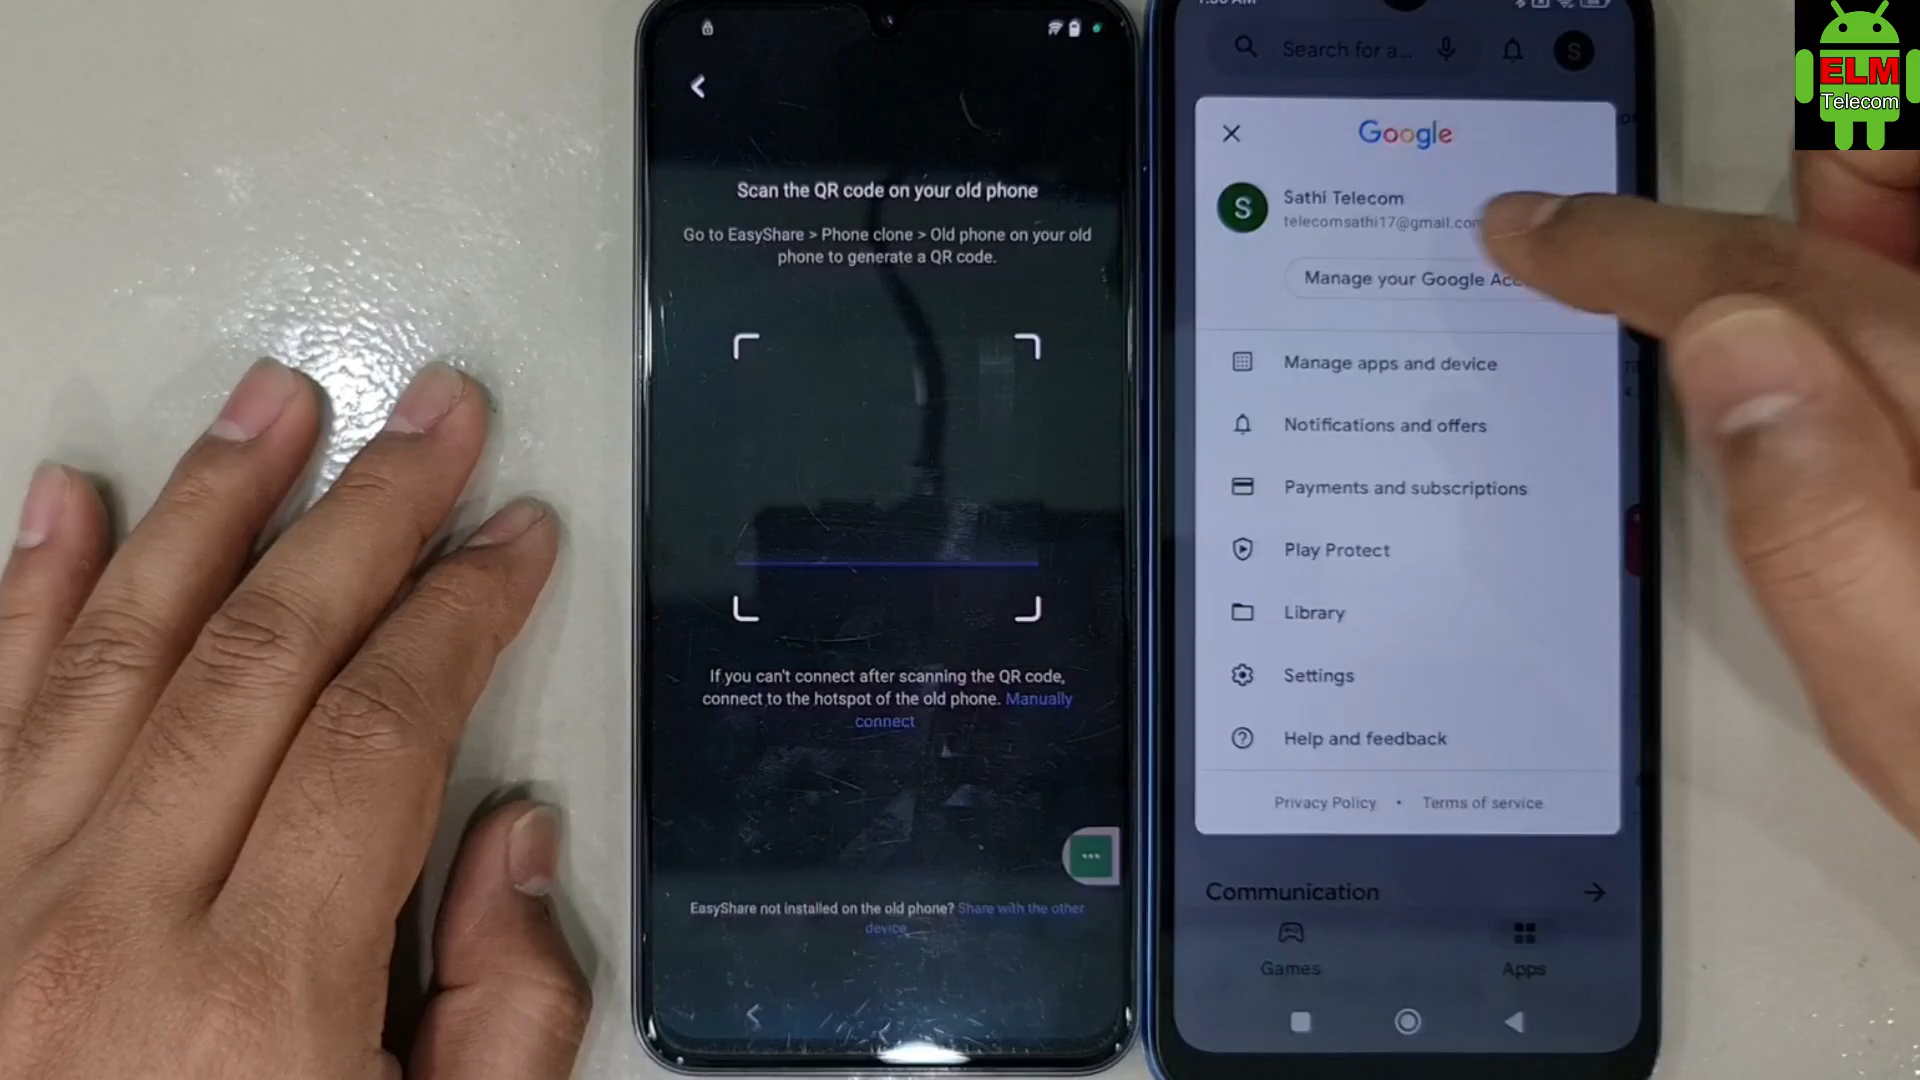 Scan the QR code on your old phone
Go to EasyShare > Phone clone > Old phone on your old
phone to generate a QR code.
If you can't connect after scanning the QR code,
connect to the hotspot of the old phone. Manually
connect
EasyShare not installed on the old phone? Share with the other
device
Search for a...
S
Google
S
Sathi Telecom
telecomsathi17@gmail.com
Manage your Google Acc
Manage apps and device
Notifications and offers
Payments and subscriptions
Play Protect
Library
Settings
Help and feedback
Privacy Policy • Terms of service
Communication
Games
Apps
ELM
Telecom